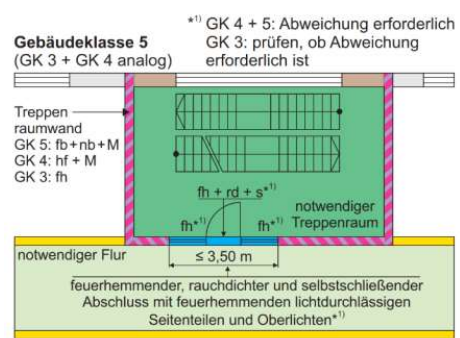 *¹⁾ GK 4 + 5: Abweichung erforderlich
GK 3: prüfen, ob Abweichung
erforderlich ist
Gebäudeklasse 5
(GK 3 + GK 4 analog)
Treppen
raumwand
GK 5: fb+nb+M
GK 4: hf + M
GK 3: fh
fh + rd + s*¹⁾
fh*¹⁾
fh*¹⁾
notwendiger
Treppenraum
notwendiger Flur
≤ 3,50 m
feuerhemmender, rauchdichter und selbstschließender
Abschluss mit feuerhemmenden lichtdurchlässigen
Seitenteilen und Oberlichten*¹⁾